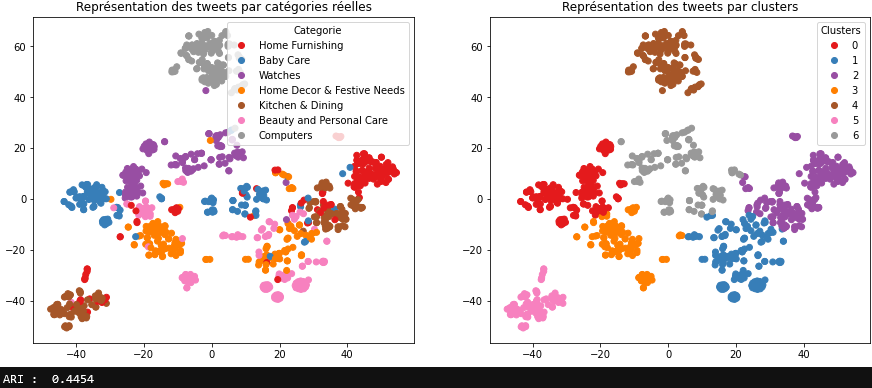 Représentation des tweets par catégories réelles
Categorie
Home Furnishing
Baby Care
Watches
Home Decor & Festive Needs
Kitchen & Dining
Beauty and Personal Care
Computers
60
40
20
0
−20
−40
−40
−20
0
20
40
Représentation des tweets par clusters
Clusters
0
1
2
3
4
5
6
60
40
20
0
−20
−40
−40
−20
0
20
40
ARI : 0.4454